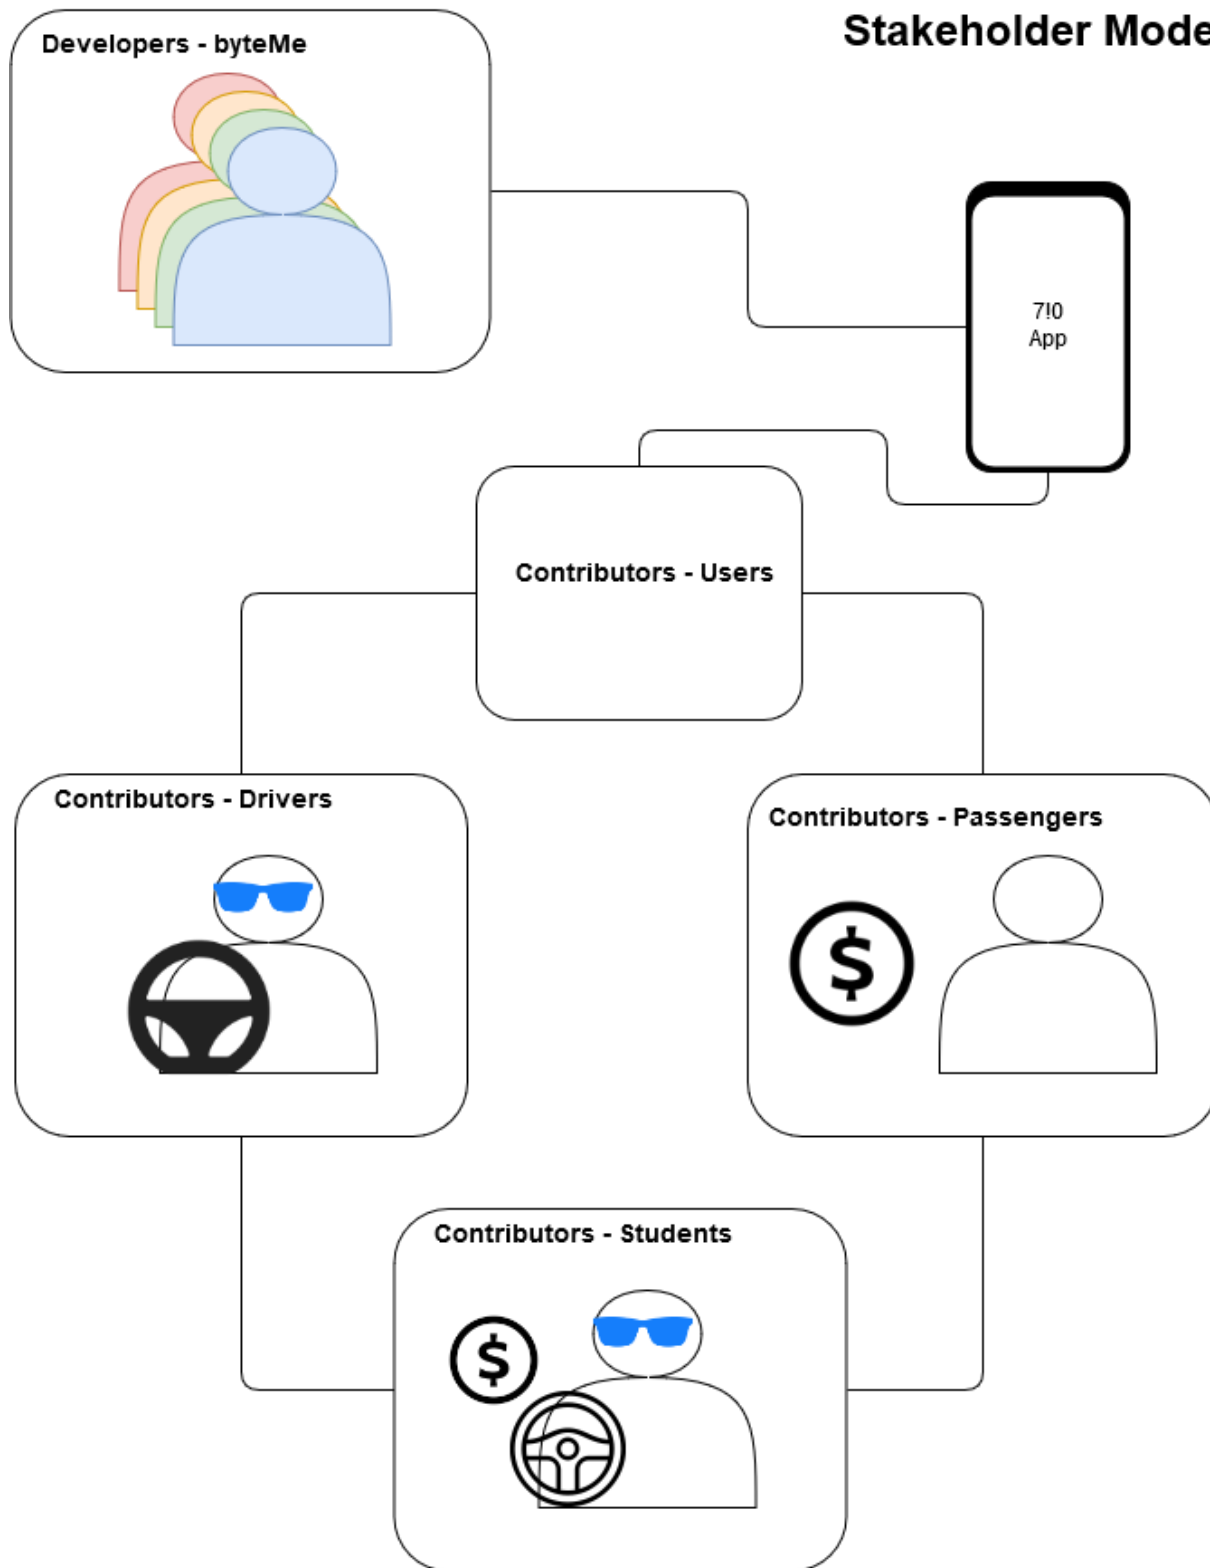 Developers - byteMe
Stakeholder Mode
7!0
App
Contributors - Users
Contributors - Drivers
Contributors - Passengers
$
Contributors - Students
$